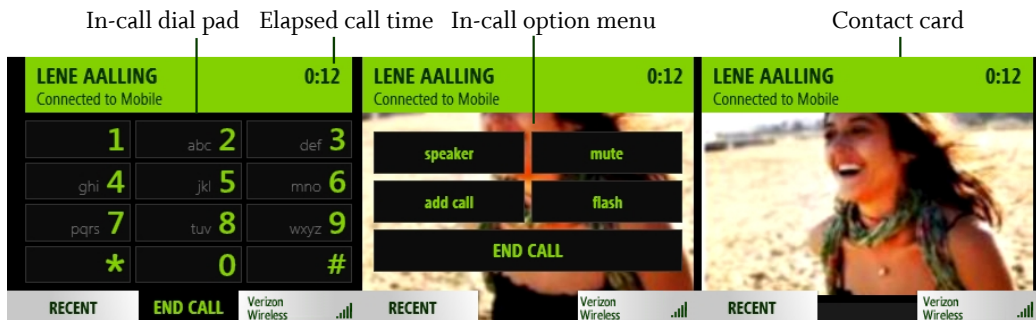 In-call dial pad Elapsed call time In-call option menu Contact card
LENE AALLING 0:12
Connected to Mobile
1 abc 2 def 3
ghi 4 jkl 5 mno 6
pqrs 7 tuv 8 wxyz 9
* 0 #
RECENT END CALL Verizon Wireless
LENE AALLING 0:12
Connected to Mobile
speaker mute
add call flash
END CALL
RECENT Verizon Wireless
LENE AALLING 0:12
Connected to Mobile
RECENT Verizon Wireless